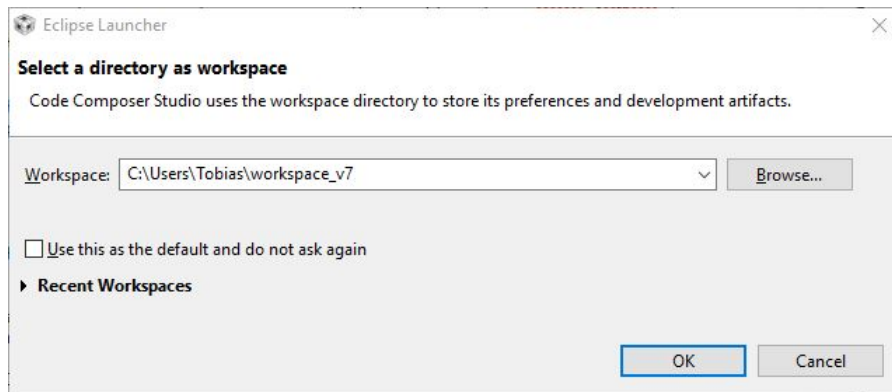 Eclipse Launcher
Select a directory as workspace
Code Composer Studio uses the workspace directory to store its preferences and development artifacts.
Workspace: C:\Users\Tobias\workspace_v7 Browse...
Use this as the default and do not ask again
Recent Workspaces
OK Cancel